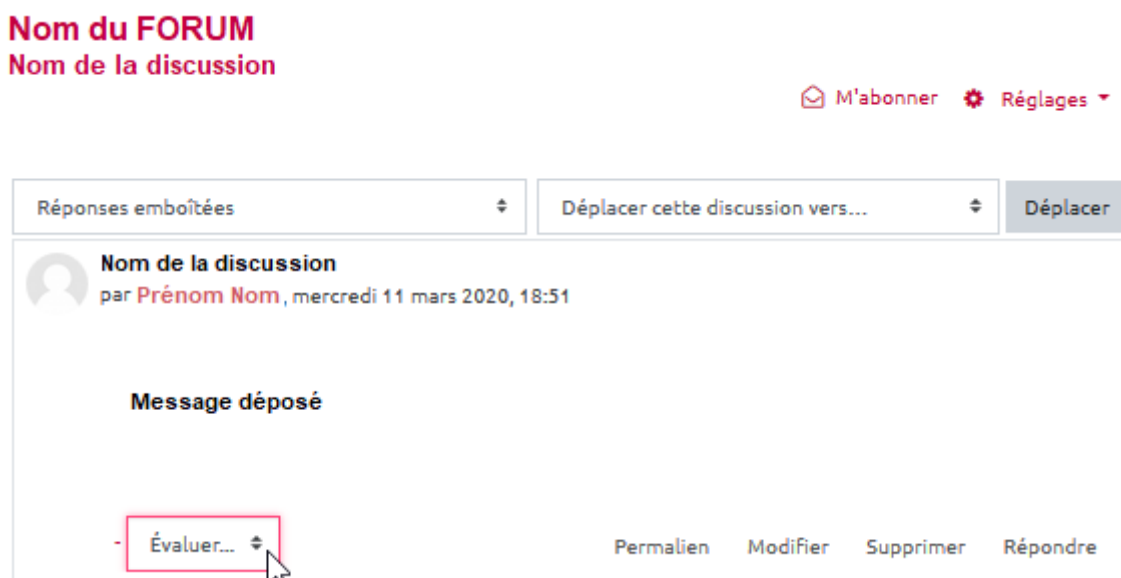 Nom du FORUM
Nom de la discussion
M'abonner Réglages
Réponses emboîtées Déplacer cette discussion vers... Déplacer
Nom de la discussion
par Prénom Nom, mercredi 11 mars 2020, 18:51
Message déposé
- Évaluer... Permalien Modifier Supprimer Répondre